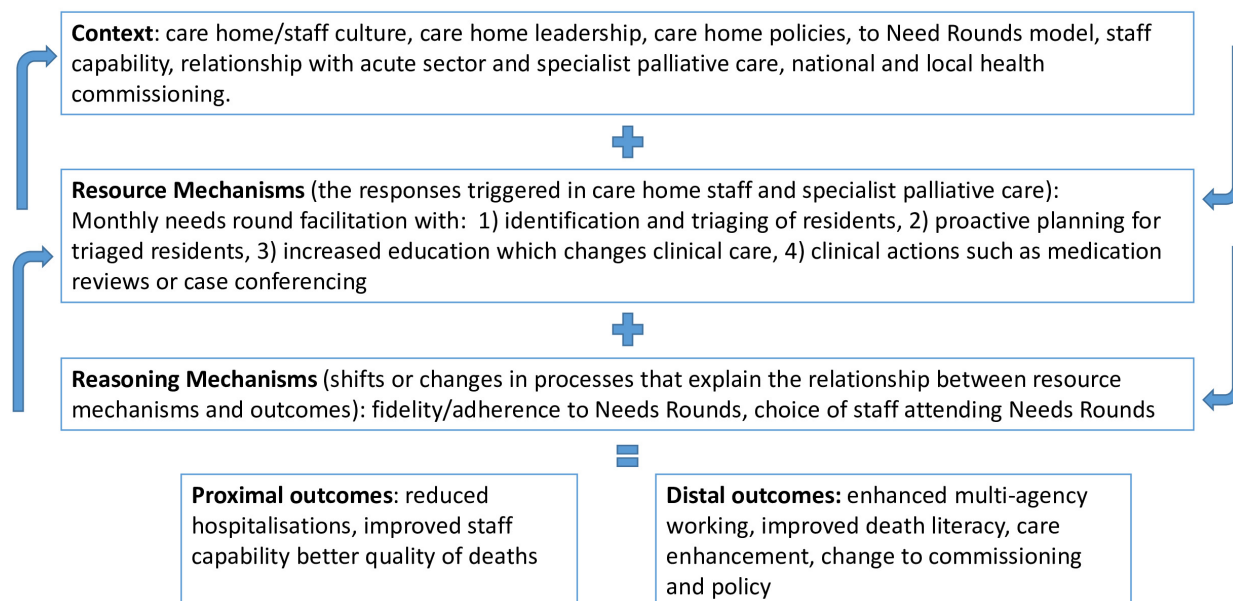 Context: care home/staff culture, care home leadership, care home policies, to Need Rounds model, staff
capability, relationship with acute sector and specialist palliative care, national and local health
commissioning.
Resource Mechanisms (the responses triggered in care home staff and specialist palliative care):
Monthly needs round facilitation with:  1) identification and triaging of residents, 2) proactive planning for
triaged residents, 3) increased education which changes clinical care, 4) clinical actions such as medication
reviews or case conferencing
Reasoning Mechanisms (shifts or changes in processes that explain the relationship between resource
mechanisms and outcomes): fidelity/adherence to Needs Rounds, choice of staff attending Needs Rounds
Proximal outcomes: reduced
hospitalisations, improved staff
capability better quality of deaths
Distal outcomes: enhanced multi-agency
working, improved death literacy, care
enhancement, change to commissioning
and policy